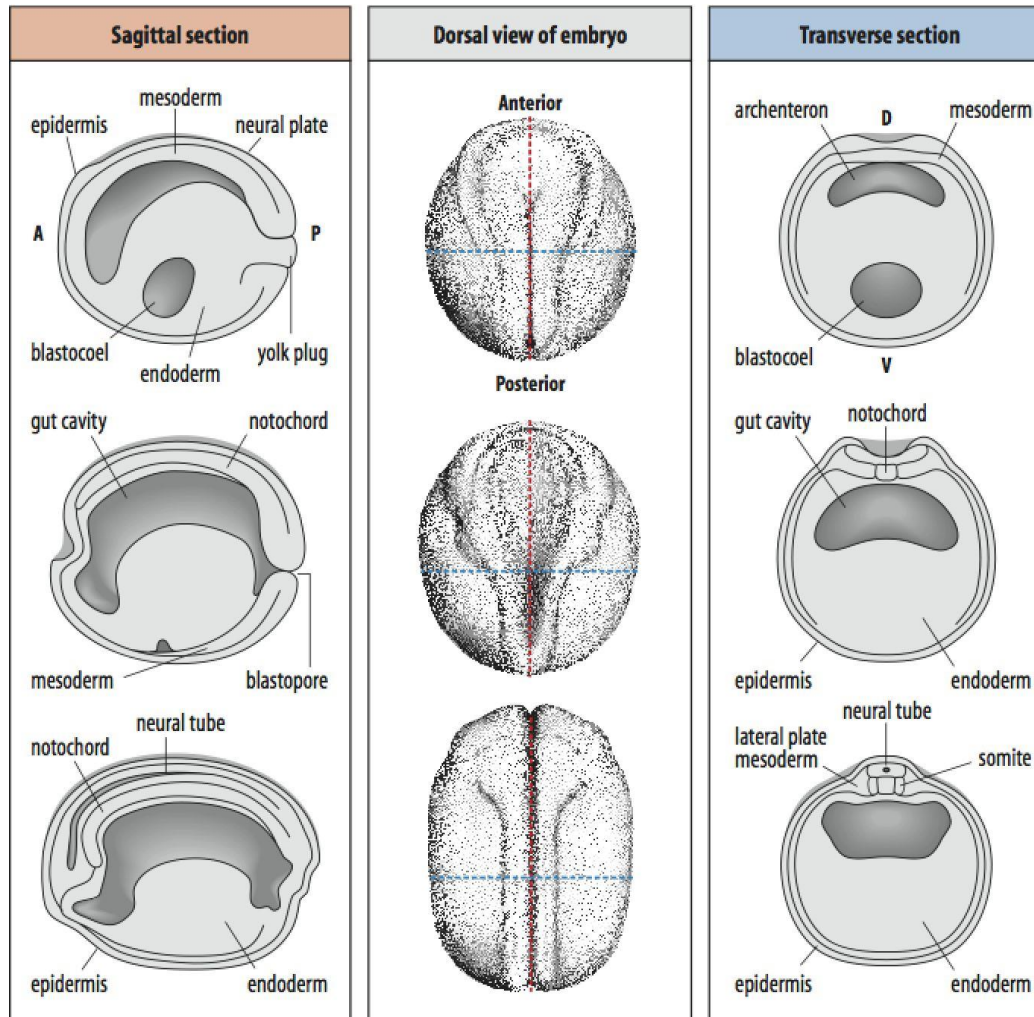 Sagittal section
Dorsal view of embryo
Transverse section
mesoderm
epidermis
neural plate
A
P
blastocoel
yolk plug
endoderm
gut cavity
notochord
mesoderm
blastopore
neural tube
notochord
epidermis
endoderm
Anterior
Posterior
archenteron
D
mesoderm
blastocoel
V
gut cavity
notochord
epidermis
endoderm
neural tube
lateral plate
mesoderm
somite
epidermis
endoderm